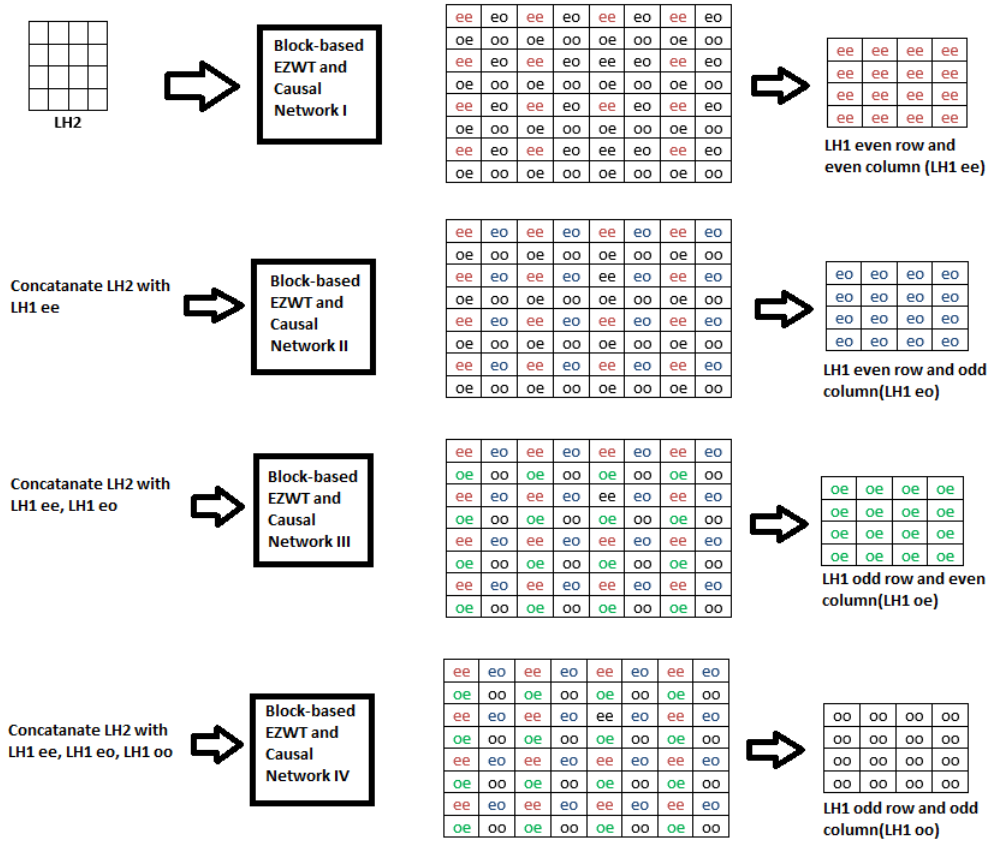 LH2
Block-based
EZWT and
Causal
Network I
ee eo ee eo ee eo ee eo
oe oo oe oo oe oo oe oo
ee eo ee eo ee eo ee eo
oe oo oe oo oe oo oe oo
ee eo ee eo ee eo ee eo
oe oo oe oo oe oo oe oo
ee eo ee eo ee eo ee eo
oe oo oe oo oe oo oe oo
ee ee ee ee
ee ee ee ee
ee ee ee ee
ee ee ee ee
LH1 even row and
even column (LH1 ee)
Concatanate LH2 with
LH1 ee
Block-based
EZWT and
Causal
Network II
ee eo ee eo ee eo ee eo
oe oo oe oo oe oo oe oo
ee eo ee eo ee eo ee eo
oe oo oe oo oe oo oe oo
ee eo ee eo ee eo ee eo
oe oo oe oo oe oo oe oo
ee eo ee eo ee eo ee eo
oe oo oe oo oe oo oe oo
eo eo eo eo
eo eo eo eo
eo eo eo eo
eo eo eo eo
LH1 even row and odd
column(LH1 eo)
Concatanate LH2 with
LH1 ee, LH1 eo
Block-based
EZWT and
Causal
Network III
ee eo ee eo ee eo ee eo
oe oo oe oo oe oo oe oo
ee eo ee eo ee eo ee eo
oe oo oe oo oe oo oe oo
ee eo ee eo ee eo ee eo
oe oo oe oo oe oo oe oo
ee eo ee eo ee eo ee eo
oe oo oe oo oe oo oe oo
oe oe oe oe
oe oe oe oe
oe oe oe oe
oe oe oe oe
LH1 odd row and even
column(LH1 oe)
Concatanate LH2 with
LH1 ee, LH1 eo, LH1 oo
Block-based
EZWT and
Causal
Network IV
ee eo ee eo ee eo ee eo
oe oo oe oo oe oo oe oo
ee eo ee eo ee eo ee eo
oe oo oe oo oe oo oe oo
ee eo ee eo ee eo ee eo
oe oo oe oo oe oo oe oo
ee eo ee eo ee eo ee eo
oe oo oe oo oe oo oe oo
oo oo oo oo
oo oo oo oo
oo oo oo oo
oo oo oo oo
LH1 odd row and odd
column(LH1 oo)